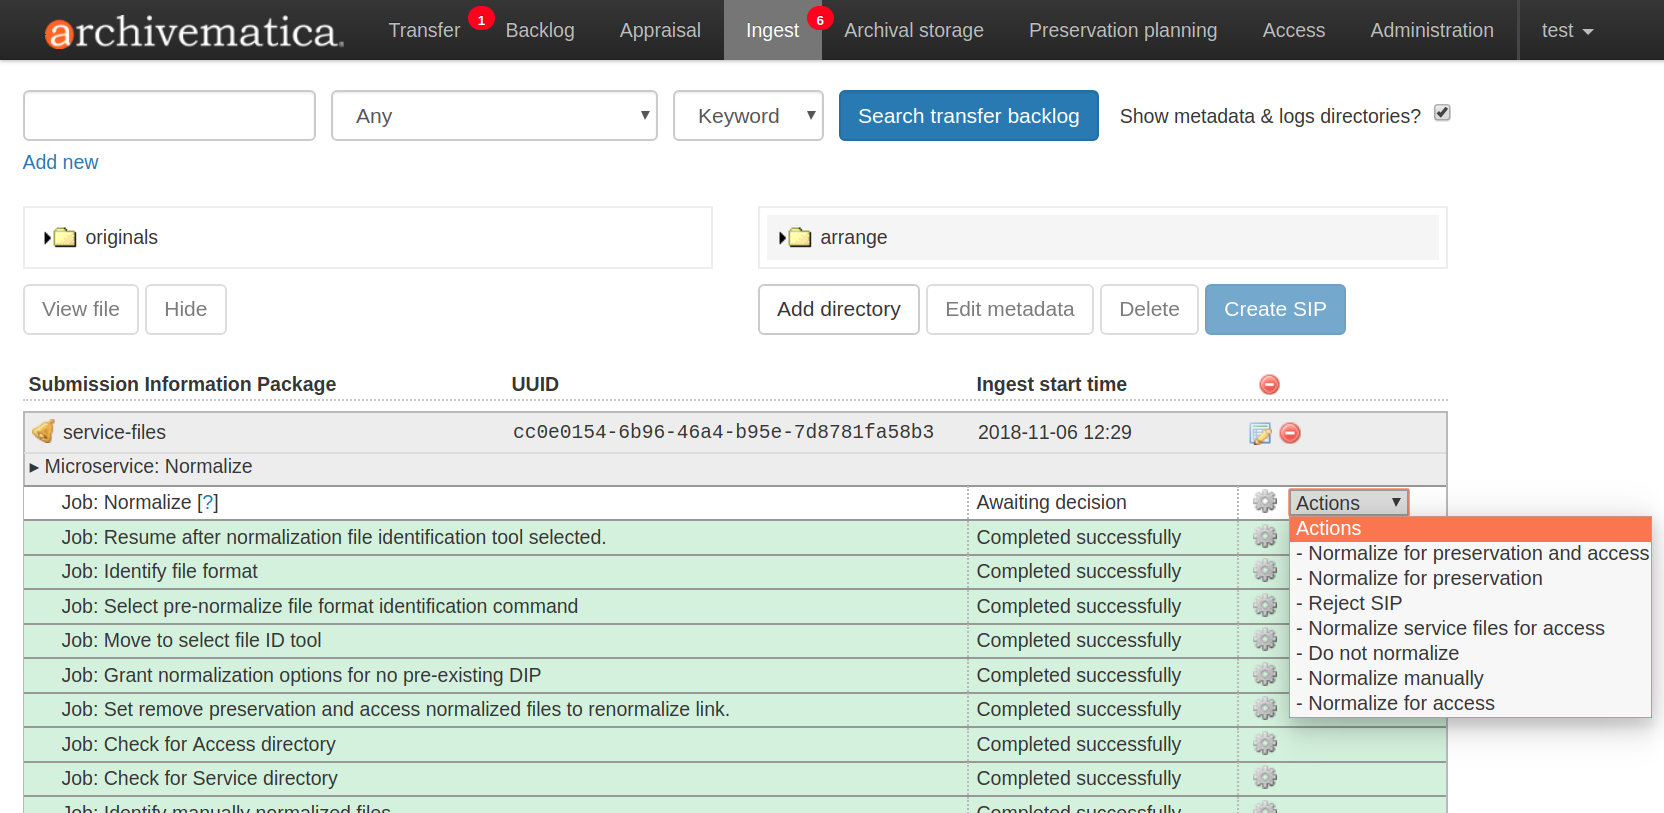 archivematica.
Transfer 1 Backlog Appraisal Ingest 6 Archival storage Preservation planning Access Administration test
Any Keyword Search transfer backlog Show metadata & logs directories?
Add new
originals arrange
View file Hide Add directory Edit metadata Delete Create SIP
Submission Information Package UUID Ingest start time
service-files cc0e0154-6b96-46a4-b95e-7d8781fa58b3 2018-11-06 12:29
Microservice: Normalize
Job: Normalize [?] Awaiting decision Actions
Actions
- Normalize for preservation and access
- Normalize for preservation
- Reject SIP
- Normalize service files for access
- Do not normalize
- Normalize manually
- Normalize for access
Job: Resume after normalization file identification tool selected. Completed successfully
Job: Identify file format Completed successfully
Job: Select pre-normalize file format identification command Completed successfully
Job: Move to select file ID tool Completed successfully
Job: Grant normalization options for no pre-existing DIP Completed successfully
Job: Set remove preservation and access normalized files to renormalize link. Completed successfully
Job: Check for Access directory Completed successfully
Job: Check for Service directory Completed successfully
Job: Identify manually normalized files Completed successfully